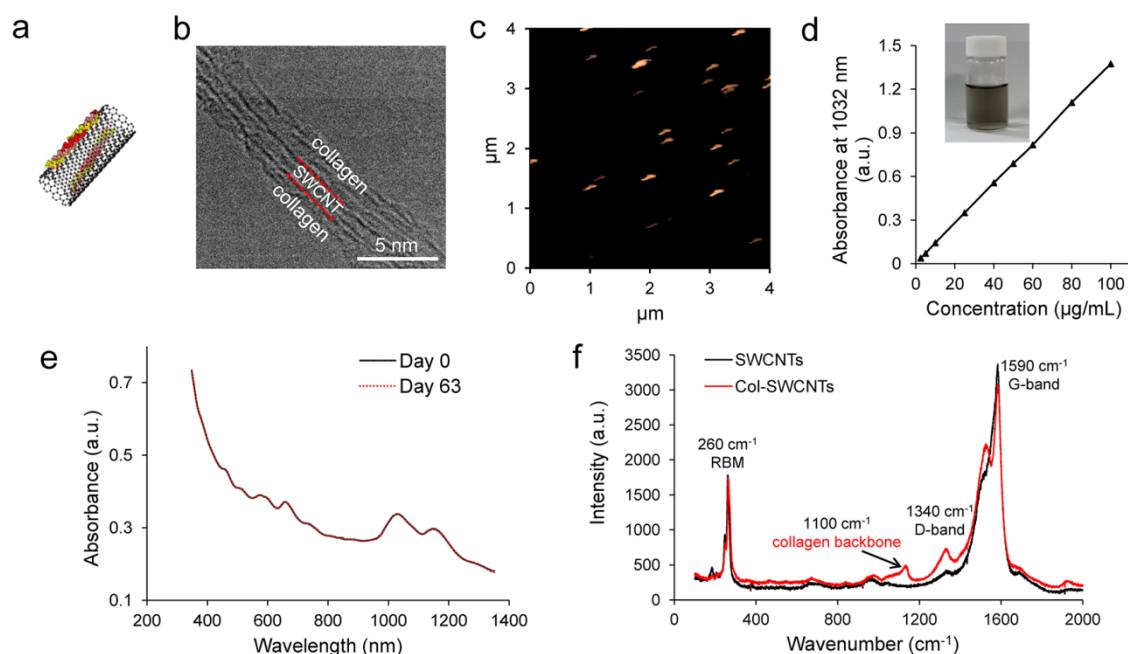 a
b
collagen
SWCNT
collagen
5 nm
c
4
3
2
1
0
µm
0
1
2
3
4
µm
d
1.5
1.2
0.9
0.6
0.3
0
Absorbance at 1032 nm
(a.u.)
0 20 40 60 80 100
Concentration (µg/mL)
e
Day 0
Day 63
0.7
0.5
0.3
0.1
Absorbance (a.u.)
200 400 600 800 1000 1200 1400
Wavelength (nm)
f
SWCNTs
Col-SWCNTs
3500
3000
2500
2000
1500
1000
500
0
Intensity (a.u.)
260 cm⁻¹
RBM
1100 cm⁻¹
collagen backbone
1340 cm⁻¹
D-band
1590 cm⁻¹
G-band
0 400 800 1200 1600 2000
Wavenumber (cm⁻¹)